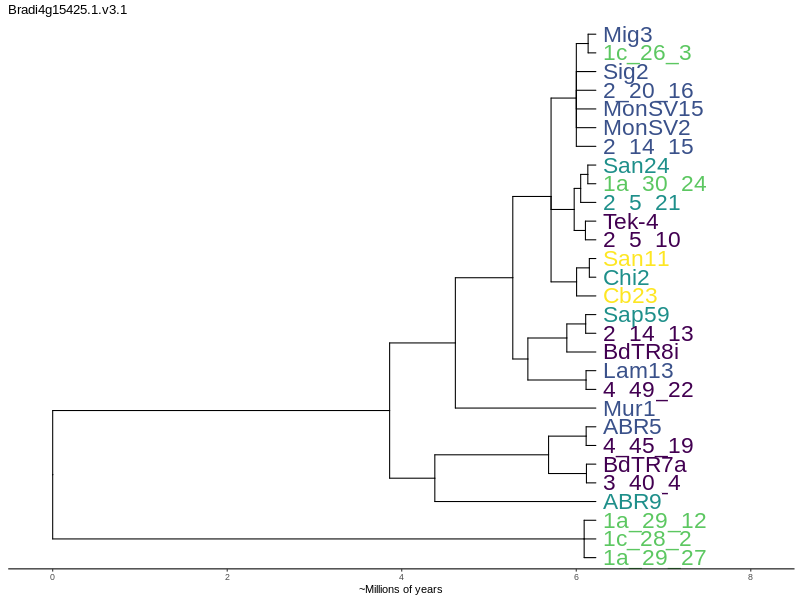 Bradi4g15425.1.v3.1
Mig3
1c_26_3
Sig2
2_20_16
MonSV15
MonSV2
2_14_15
San24
1a_30_24
2_5_21
Tek-4
2_5_10
San11
Chi2
Cb23
Sap59
2_14_13
BdTR8i
Lam13
4_49_22
Mur1
ABR5
4_45_19
BdTR7a
3_40_4
ABR9
1a_29_12
1c_28_2
1a_29_27
0 2 4 6 8
~Millions of years